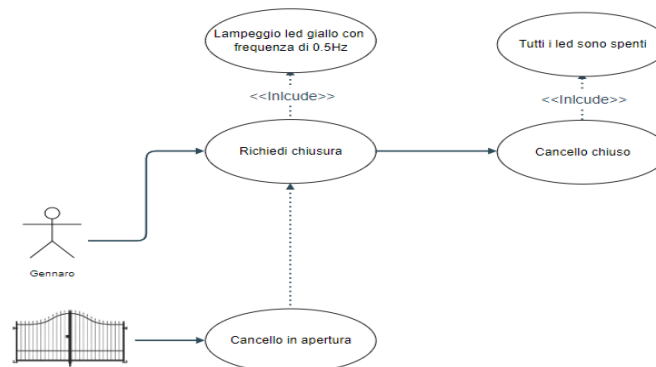 Lampeggio led giallo con
frequenza di 0.5Hz
Tutti i led sono spenti
<<Inlcude>>
<<Inlcude>>
Richiedi chiusura
Cancello chiuso
Gennaro
Cancello in apertura